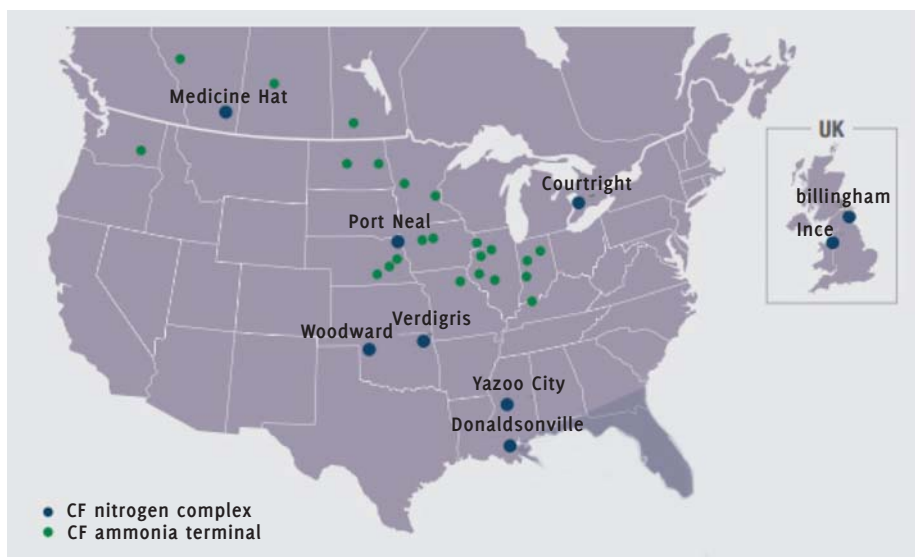 Medicine Hat
UK
Courtright
billingham
Port Neal
Ince
Verdigris
Woodward
Yazoo City
Donaldsonville
CF nitrogen complex
CF ammonia terminal